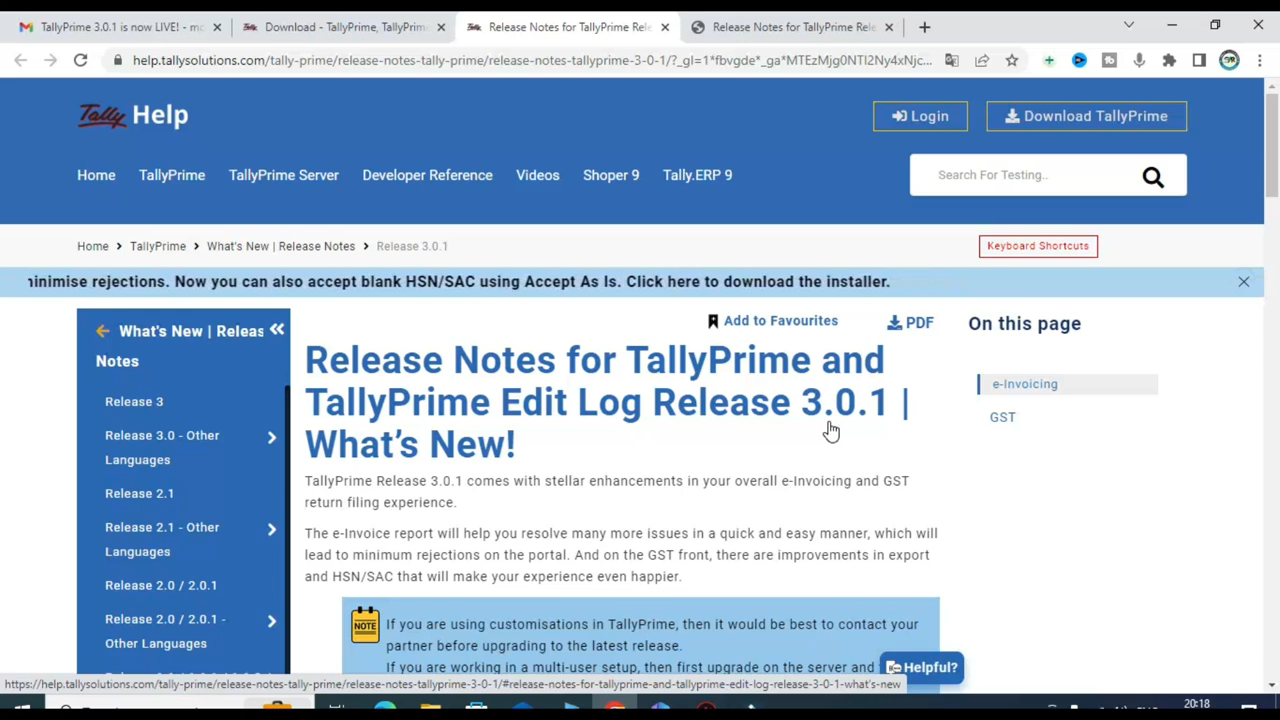 TallyPrime 3.0.1 is now LIVE! - mo
Download - TallyPrime, TallyPrime
Release Notes for TallyPrime Rele
Release Notes for TallyPrime Rele
help.tallysolutions.com/tally-prime/release-notes-tally-prime/release-notes-tallyprime-3-0-1/?_gl=1*fbvgde*_ga*MTEzMjg0NTI2Ny4xNjc...
Tally Help
Login
Download TallyPrime
Home
TallyPrime
TallyPrime Server
Developer Reference
Videos
Shoper 9
Tally.ERP 9
Search For Testing..
Home > TallyPrime > What's New | Release Notes > Release 3.0.1
Keyboard Shortcuts
minimise rejections. Now you can also accept blank HSN/SAC using Accept As Is. Click here to download the installer.
What's New | Releas
Notes
Release 3
Release 3.0 - Other
Languages
Release 2.1
Release 2.1 - Other
Languages
Release 2.0 / 2.0.1
Release 2.0 / 2.0.1 -
Other Languages
Add to Favourites
PDF
Release Notes for TallyPrime and
TallyPrime Edit Log Release 3.0.1 |
What's New!
TallyPrime Release 3.0.1 comes with stellar enhancements in your overall e-Invoicing and GST
return filing experience.
The e-Invoice report will help you resolve many more issues in a quick and easy manner, which will
lead to minimum rejections on the portal. And on the GST front, there are improvements in export
and HSN/SAC that will make your experience even happier.
NOTE
If you are using customisations in TallyPrime, then it would be best to contact your
partner before upgrading to the latest release.
If you are working in a multi-user setup, then first upgrade on the server and
On this page
e-Invoicing
GST
Helpful?
https://help.tallysolutions.com/tally-prime/release-notes-tally-prime/release-notes-tallyprime-3-0-1/#release-notes-for-tallyprime-and-tallyprime-edit-log-release-3-0-1-what's-new
20:18